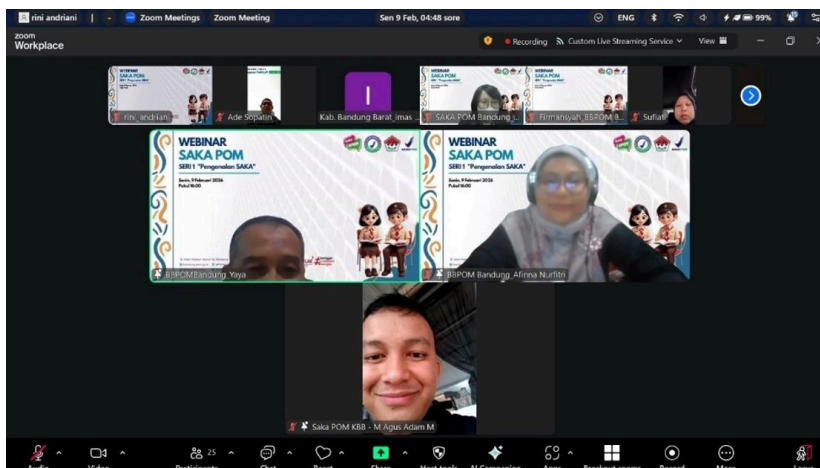 rini andriani | - Zoom Meetings Zoom Meeting Sen 9 Feb, 04:48 sore ENG 99%
zoom
Workplace
Recording Custom Live Streaming Service View
WEBINAR
SAKA POM
rini_andrian
Ade Sopatin
I
Kab. Bandung Barat_imas ...
SAKA POM Bandung
Firmansyah_BBPOM B...
Sufiati
WEBINAR
SAKA POM
SERI 1 "Pengenalan SAKA"
Senin, 9 Februari 2026
Pukul 16.00
BBPOMBandung_Yaya
WEBINAR
SAKA POM
SERI 1 "Pengenalan SAKA"
Senin, 9 Februari 2026
Pukul 16.00
BBPOM Bandung_Afinna Nurfitri
Saka POM KBB - M Agus Adam M
25
Audio Video Participants Chat React Share Host tools AI Companion Apps Breakout rooms Record More Leave